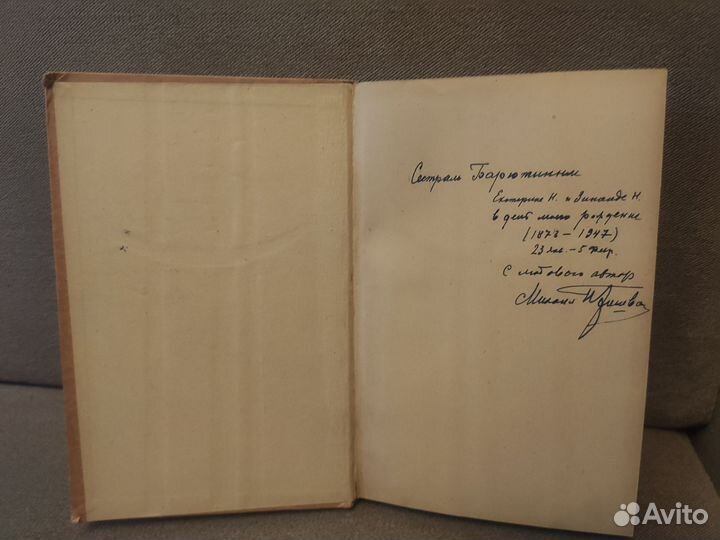 Сестрам Барютиным
Екатерине Н. и Зинаиде Н.
в день моего рождения
(1873 – 1947)
23 янв. – 5 февр.
С любовью автор
Михаил Пришвин
Avito